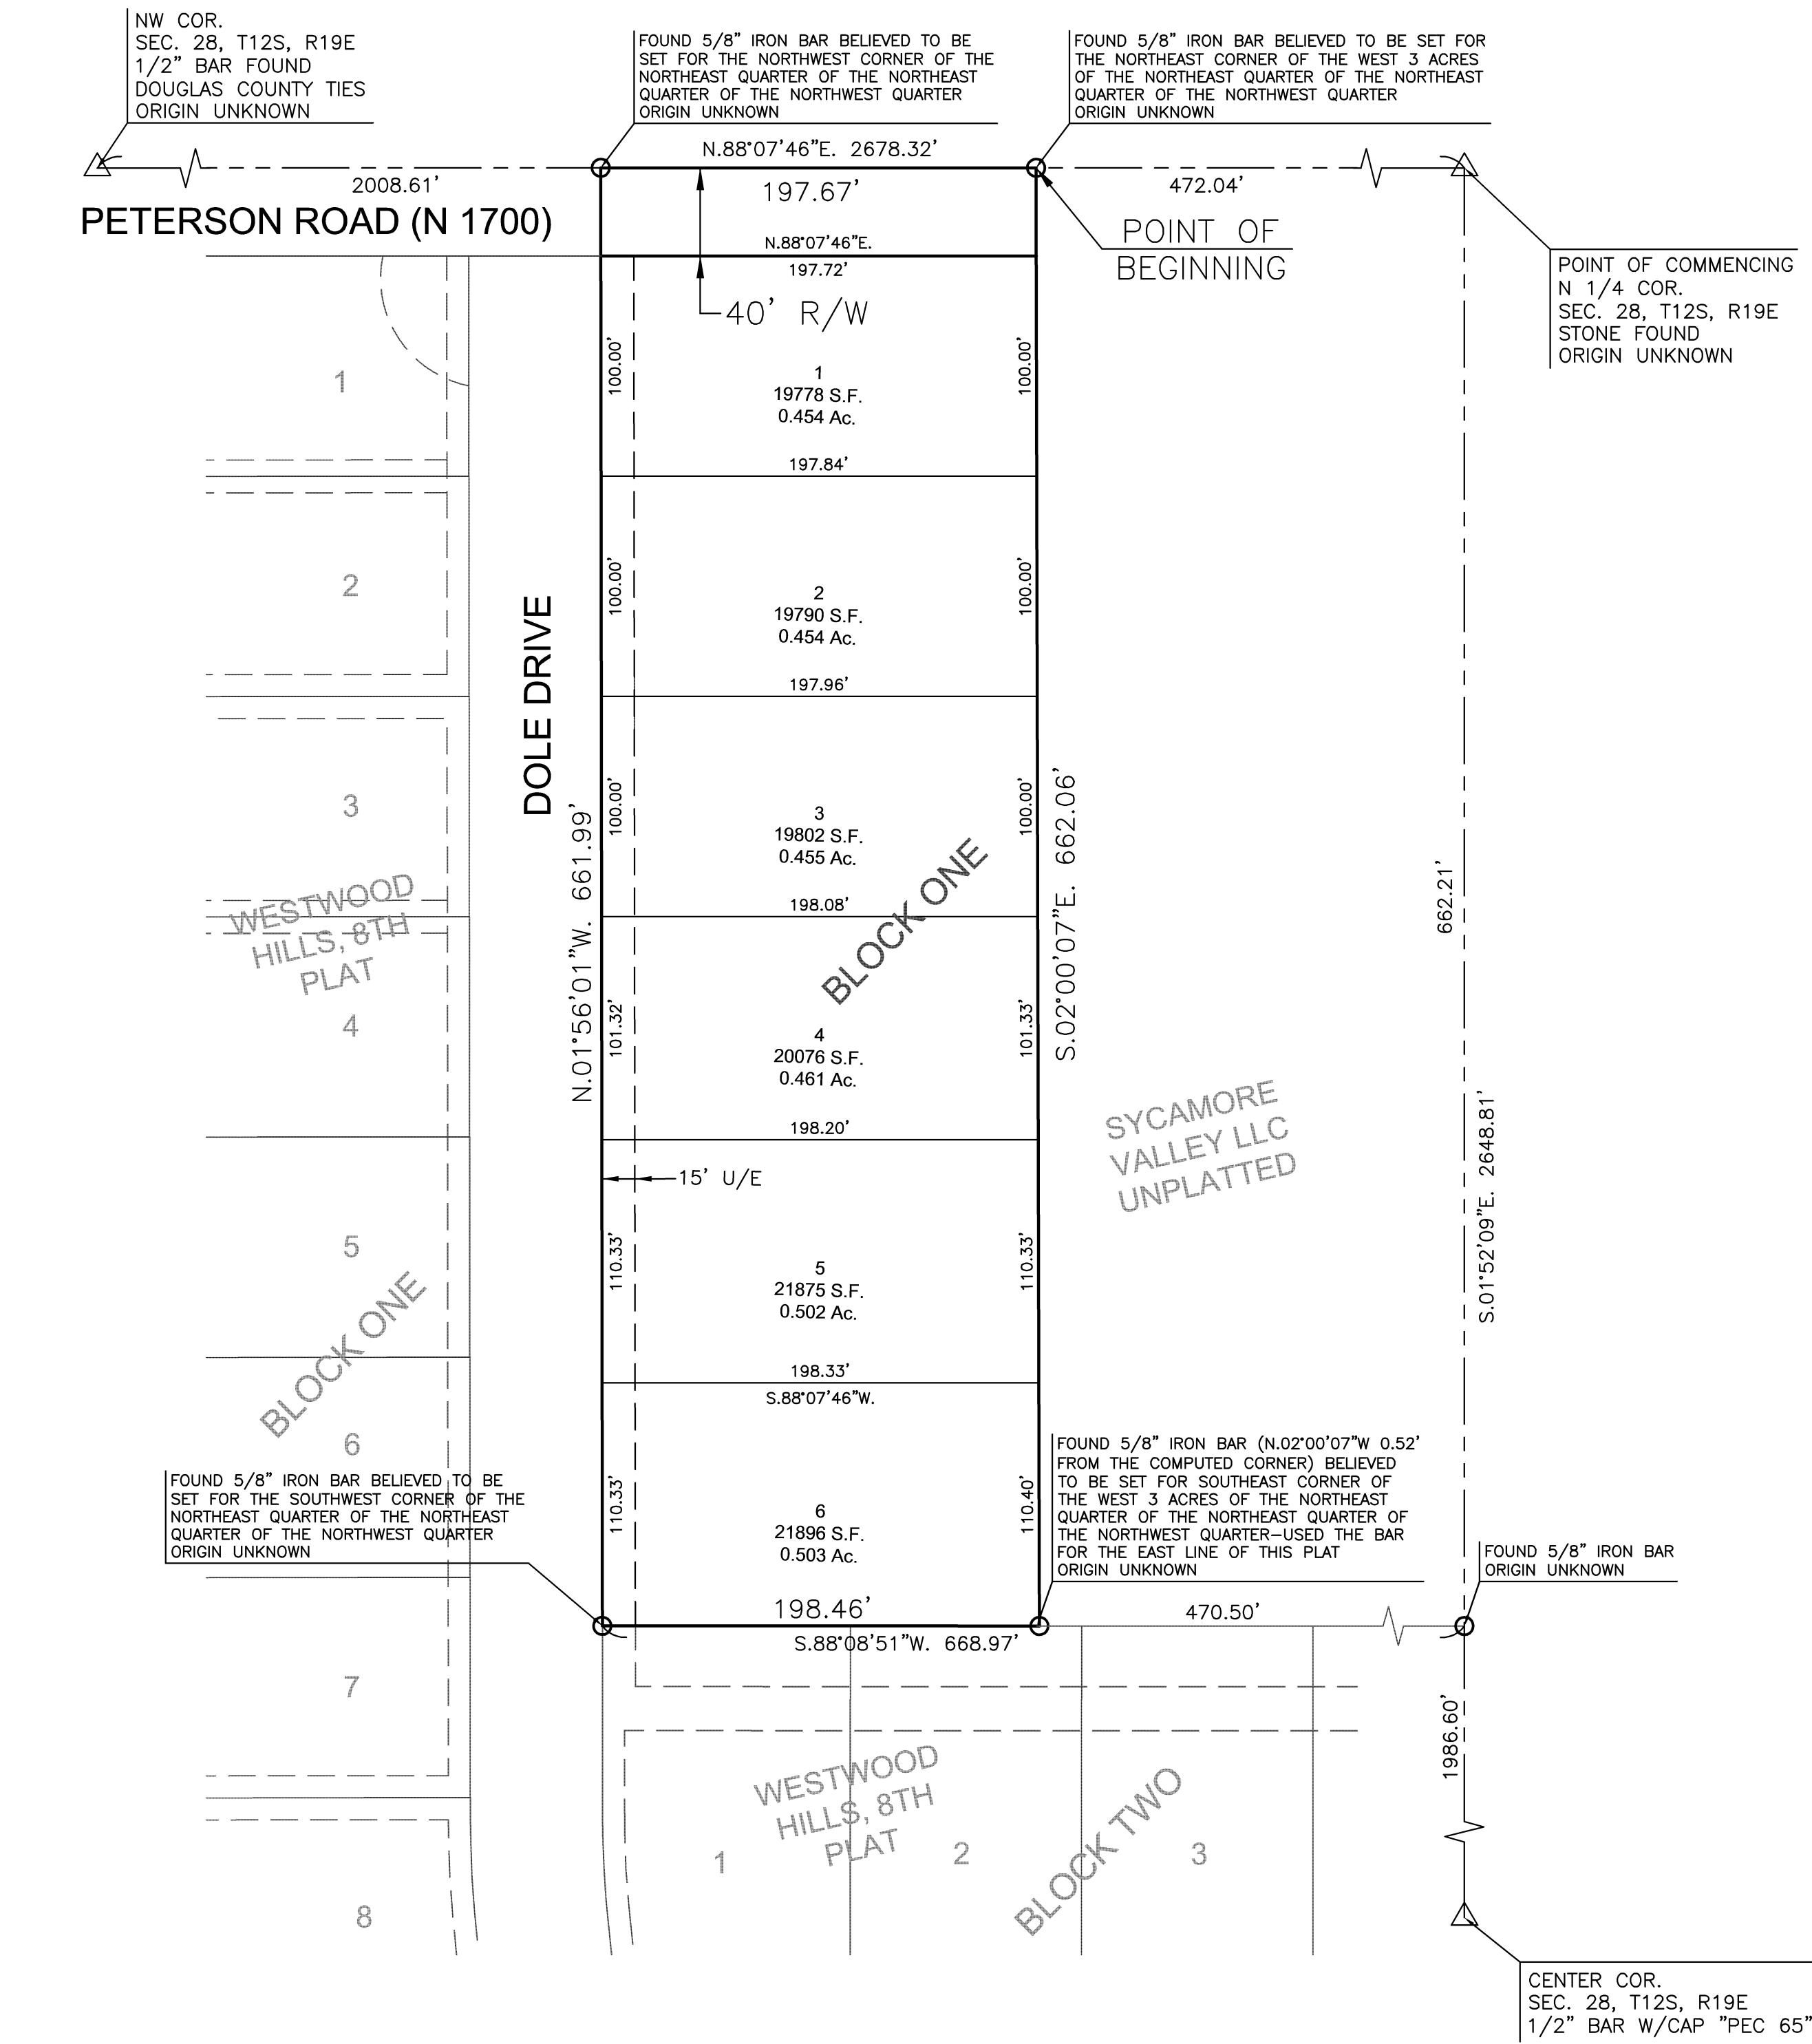 NW COR.
SEC. 28, T12S, R19E
1/2" BAR FOUND
DOUGLAS COUNTY TIES
ORIGIN UNKNOWN
FOUND 5/8" IRON BAR BELIEVED TO BE
SET FOR THE NORTHWEST CORNER OF THE
NORTHEAST QUARTER OF THE NORTHEAST
QUARTER OF THE NORTHWEST QUARTER
ORIGIN UNKNOWN
FOUND 5/8" IRON BAR BELIEVED TO BE SET FOR
THE NORTHEAST CORNER OF THE WEST 3 ACRES
OF THE NORTHEAST QUARTER OF THE NORTHEAST
QUARTER OF THE NORTHWEST QUARTER
ORIGIN UNKNOWN
N.88°07'46"E. 2678.32'
2008.61'
197.67'
472.04'
PETERSON ROAD (N 1700)
POINT OF
BEGINNING
N.88°07'46"E.
197.72'
40' R/W
POINT OF COMMENCING
N 1/4 COR.
SEC. 28, T12S, R19E
STONE FOUND
ORIGIN UNKNOWN
1
100.00'
1
19778 S.F.
0.454 Ac.
100.00'
197.84'
2
100.00'
2
19790 S.F.
0.454 Ac.
100.00'
197.96'
DOLE DRIVE
3
100.00'
3
19802 S.F.
0.455 Ac.
100.00'
198.08'
N.01°56'01"W. 661.99'
BLOCK ONE
S.02°00'07"E. 662.06'
662.21'
WESTWOOD
HILLS, 8TH
PLAT
4
101.32'
4
20076 S.F.
0.461 Ac.
101.33'
198.20'
SYCAMORE
VALLEY LLC
UNPLATTED
S.01°52'09"E. 2648.81'
15' U/E
5
110.33'
5
21875 S.F.
0.502 Ac.
110.33'
198.33'
S.88°07'46"W.
BLOCK ONE
6
FOUND 5/8" IRON BAR BELIEVED TO BE
SET FOR THE SOUTHWEST CORNER OF THE
NORTHEAST QUARTER OF THE NORTHEAST
QUARTER OF THE NORTHWEST QUARTER
ORIGIN UNKNOWN
110.33'
6
21896 S.F.
0.503 Ac.
110.40'
FOUND 5/8" IRON BAR (N.02°00'07"W 0.52'
FROM THE COMPUTED CORNER) BELIEVED
TO BE SET FOR SOUTHEAST CORNER OF
THE WEST 3 ACRES OF THE NORTHEAST
QUARTER OF THE NORTHEAST QUARTER OF
THE NORTHWEST QUARTER-USED THE BAR
FOR THE EAST LINE OF THIS PLAT
ORIGIN UNKNOWN
FOUND 5/8" IRON BAR
ORIGIN UNKNOWN
198.46'
470.50'
S.88°08'51"W. 668.97'
7
1986.60'
WESTWOOD
HILLS, 8TH
PLAT
1
2
BLOCK TWO
3
8
CENTER COR.
SEC. 28, T12S, R19E
1/2" BAR W/CAP "PEC 65"